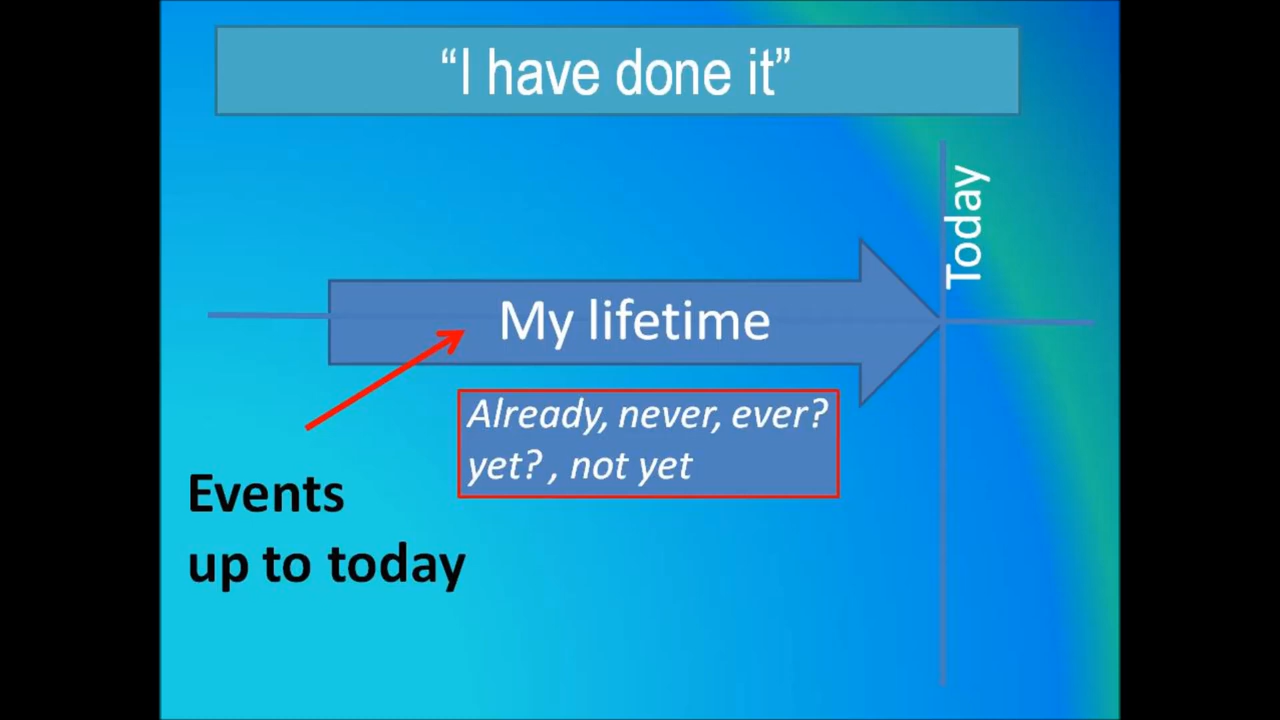 “I have done it”
Today
My lifetime
Already, never, ever?
yet? , not yet
Events
up to today